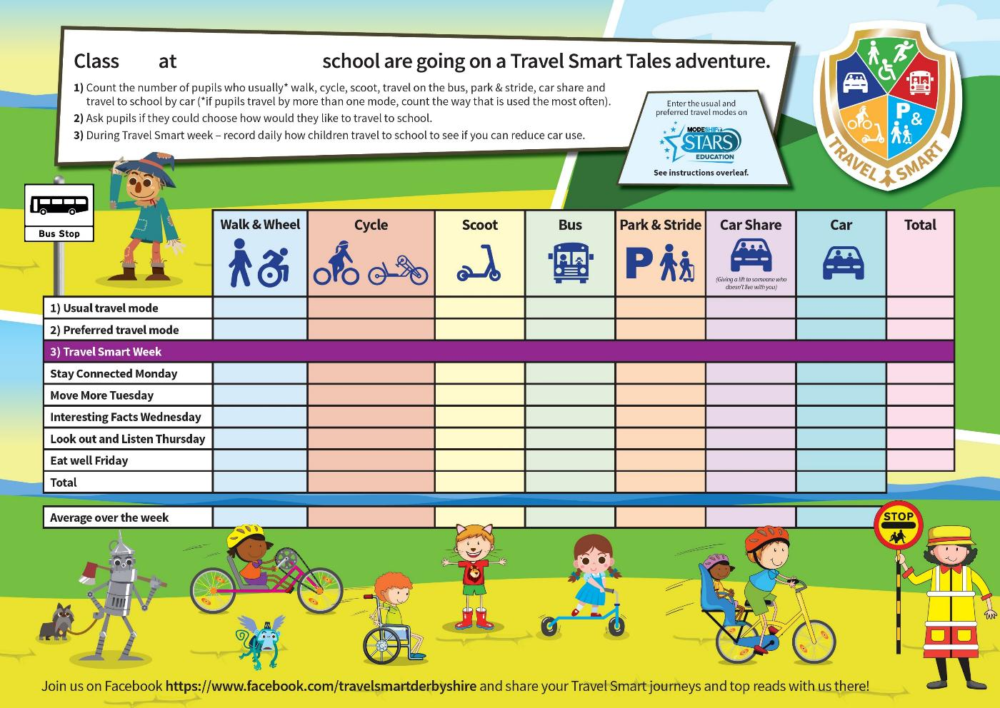 Class at school are going on a Travel Smart Tales adventure.
1) Count the number of pupils who usually* walk, cycle, scoot, travel on the bus, park & stride, car share and
travel to school by car (*if pupils travel by more than one mode, count the way that is used the most often).
2) Ask pupils if they could choose how would they like to travel to school.
3) During Travel Smart week – record daily how children travel to school to see if you can reduce car use.
Enter the usual and
preferred travel modes on
MODESHIFT
STARS
EDUCATION
See instructions overleaf.
P &
TRAVEL SMART
Bus Stop
Walk & Wheel Cycle Scoot Bus Park & Stride Car Share Car Total
P
(Giving a lift to someone who
doesn't live with you)
1) Usual travel mode
2) Preferred travel mode
3) Travel Smart Week
Stay Connected Monday
Move More Tuesday
Interesting Facts Wednesday
Look out and Listen Thursday
Eat well Friday
Total
Average over the week
STOP
Join us on Facebook https://www.facebook.com/travelsmartderbyshire and share your Travel Smart journeys and top reads with us there!